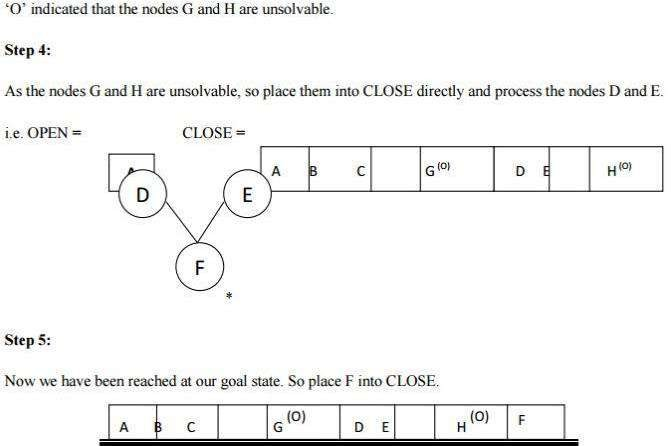 ‘O’ indicated that the nodes G and H are unsolvable.
Step 4:
As the nodes G and H are unsolvable, so place them into CLOSE directly and process the nodes D and E.
i.e. OPEN = CLOSE =
A B C G (O) D E H (O)
D E
F
*
Step 5:
Now we have been reached at our goal state. So place F into CLOSE.
A B C G (O) D E H (O) F